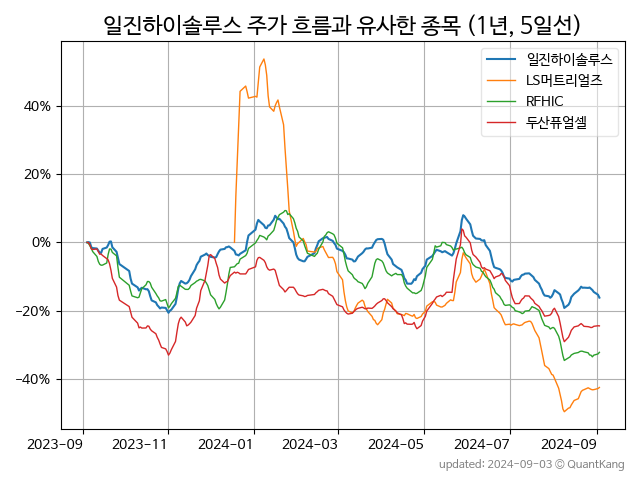 일진하이솔루스 주가 흐름과 유사한 종목 (1년, 5일선)
일진하이솔루스
LS머트리얼즈
RFHIC
두산퓨얼셀
40%
20%
0%
−20%
−40%
2023-09 2023-11 2024-01 2024-03 2024-05 2024-07 2024-09
updated: 2024-09-03 © QuantKang